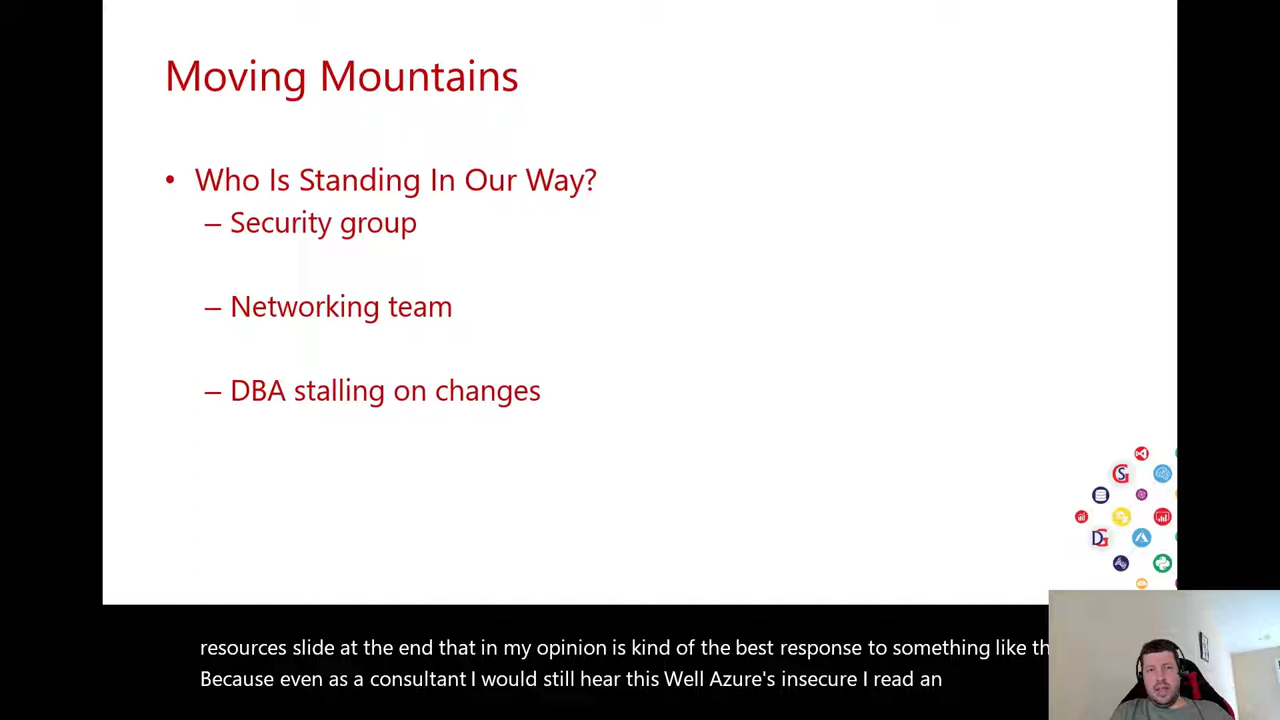 Moving Mountains
• Who Is Standing In Our Way?
– Security group
– Networking team
– DBA stalling on changes
resources slide at the end that in my opinion is kind of the best response to something like th
Because even as a consultant I would still hear this Well Azure's insecure I read an